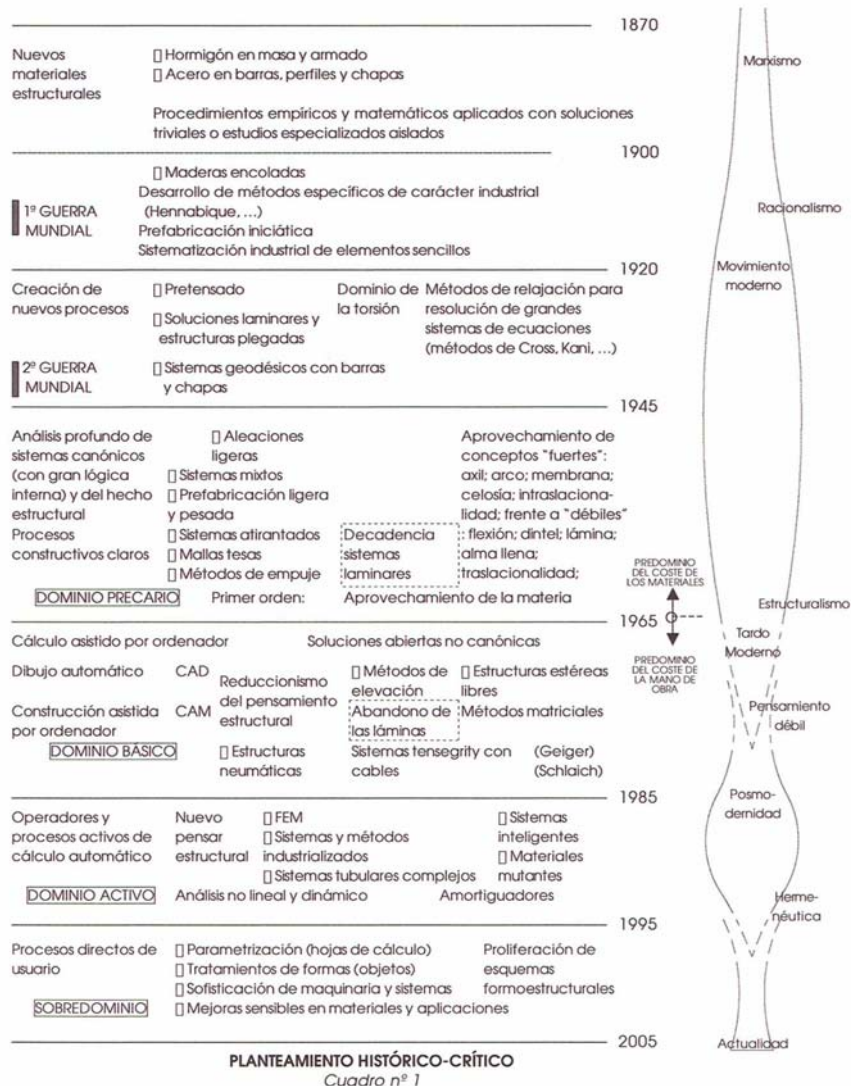 1870
Nuevos materiales estructurales
▯ Hormigón en masa y armado
▯ Acero en barras, perfiles y chapas
Marxismo
Procedimientos empíricos y matemáticos aplicados con soluciones
triviales o estudios especializados aislados
1900
▯ Maderas encoladas
Desarrollo de métodos específicos de carácter industrial
(Hennabique, ...)
Prefabricación iniciática
Sistematización industrial de elementos sencillos
1ª GUERRA
MUNDIAL
Racionalismo
Movimiento
moderno
1920
Creación de
nuevos procesos
▯ Pretensado
▯ Soluciones laminares y
estructuras plegadas
Dominio de
la torsión
Métodos de relajación para
resolución de grandes
sistemas de ecuaciones
(métodos de Cross, Kani, ...)
2ª GUERRA
MUNDIAL
▯ Sistemas geodésicos con barras
y chapas
1945
Análisis profundo de
sistemas canónicos
(con gran lógica
interna) y del hecho
estructural
Procesos
constructivos claros
▯ Aleaciones
ligeras
▯ Sistemas mixtos
▯ Prefabricación ligera
y pesada
▯ Sistemas atirantados
▯ Mallas tesas
▯ Métodos de empuje
Decadencia
sistemas
laminares
Aprovechamiento de
conceptos "fuertes":
axil; arco; membrana;
celosía; intraslaciona-
lidad; frente a "débiles"
: flexión; dintel; lámina;
alma llena;
traslacionalidad;
DOMINIO PRECARIO
Primer orden:
Aprovechamiento de la materia
PREDOMINIO
DEL COSTE DE
LOS MATERIALES
Estructuralismo
1965
Tardo
Moderno
PREDOMINIO
DEL COSTE DE
LA MANO DE
OBRA
Cálculo asistido por ordenador
Soluciones abiertas no canónicas
Dibujo automático
CAD
Construcción asistida
por ordenador
CAM
Reduccionismo
del pensamiento
estructural
▯ Métodos de
elevación
▯ Estructuras estéreas
libres
Abandono de
las láminas
Métodos matriciales
DOMINIO BÁSICO
▯ Estructuras
neumáticas
Sistemas tensegrity con
cables
(Geiger)
(Schlaich)
Pensamiento
débil
1985
Operadores y
procesos activos de
cálculo automático
Nuevo
pensar
estructural
▯ FEM
▯ Sistemas y métodos
industrializados
▯ Sistemas tubulares complejos
▯ Sistemas
inteligentes
▯ Materiales
mutantes
DOMINIO ACTIVO
Análisis no lineal y dinámico
Amortiguadores
Posmo-
dernidad
Herme-
néutica
1995
Procesos directos de
usuario
▯ Parametrización (hojas de cálculo)
▯ Tratamientos de formas (objetos)
▯ Sofisticación de maquinaria y sistemas
▯ Mejoras sensibles en materiales y aplicaciones
Proliferación de
esquemas
formoestructurales
SOBREDOMINIO
2005
Actualidad
PLANTEAMIENTO HISTÓRICO-CRÍTICO
Cuadro nº 1